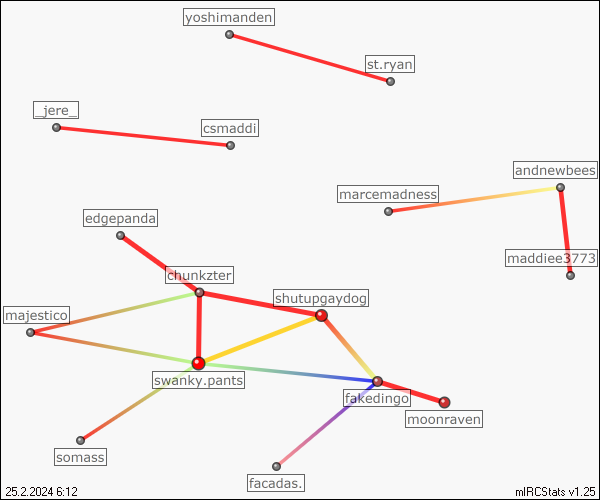 yoshimanden
st.ryan
_jere_
csmaddi
andnewbees
marcemadness
edgepanda
maddiee3773
chunkzter
shutupgaydog
majestico
swanky.pants
fakedingo
moonraven
somass
facadas.
25.2.2024 6:12
mIRCStats v1.25